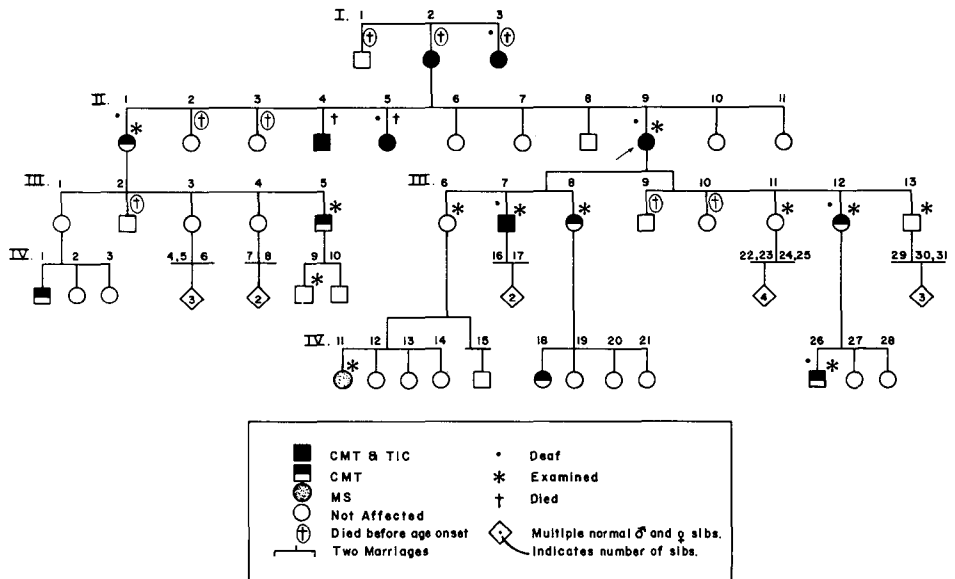 I. 1 2 3
II. 1 2 3 4 5 6 7 8 9 10 11
III. 1 2 3 4 5 III. 6 7 8 9 10 11 12 13
IV. 1 2 3 4,5 6 7 8 9 10 16 17 22,23 24,25 29 30,31
3 2 2 4 3
IV. 11 12 13 14 15 18 19 20 21 26 27 28
CMT & TIC
CMT
MS
Not Affected
Died before age onset
Two Marriages
Deaf
Examined
Died
Multiple normal ♂ and ♀ sibs.
Indicates number of sibs.